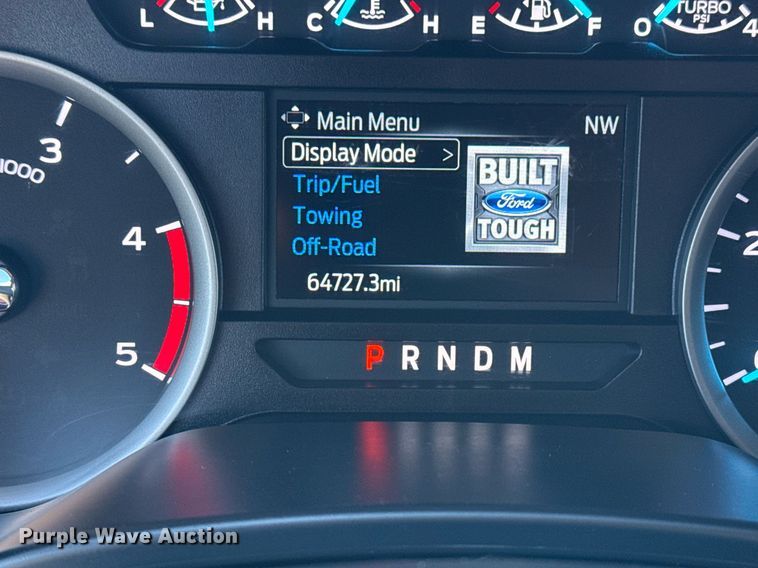 L H C H E F O TURBO PSI 4
Main Menu NW
Display Mode >
Trip/Fuel
Towing
Off-Road
BUILT
Ford
TOUGH
64727.3mi
3
1000
4
5
2
P R N D M
Purple Wave Auction